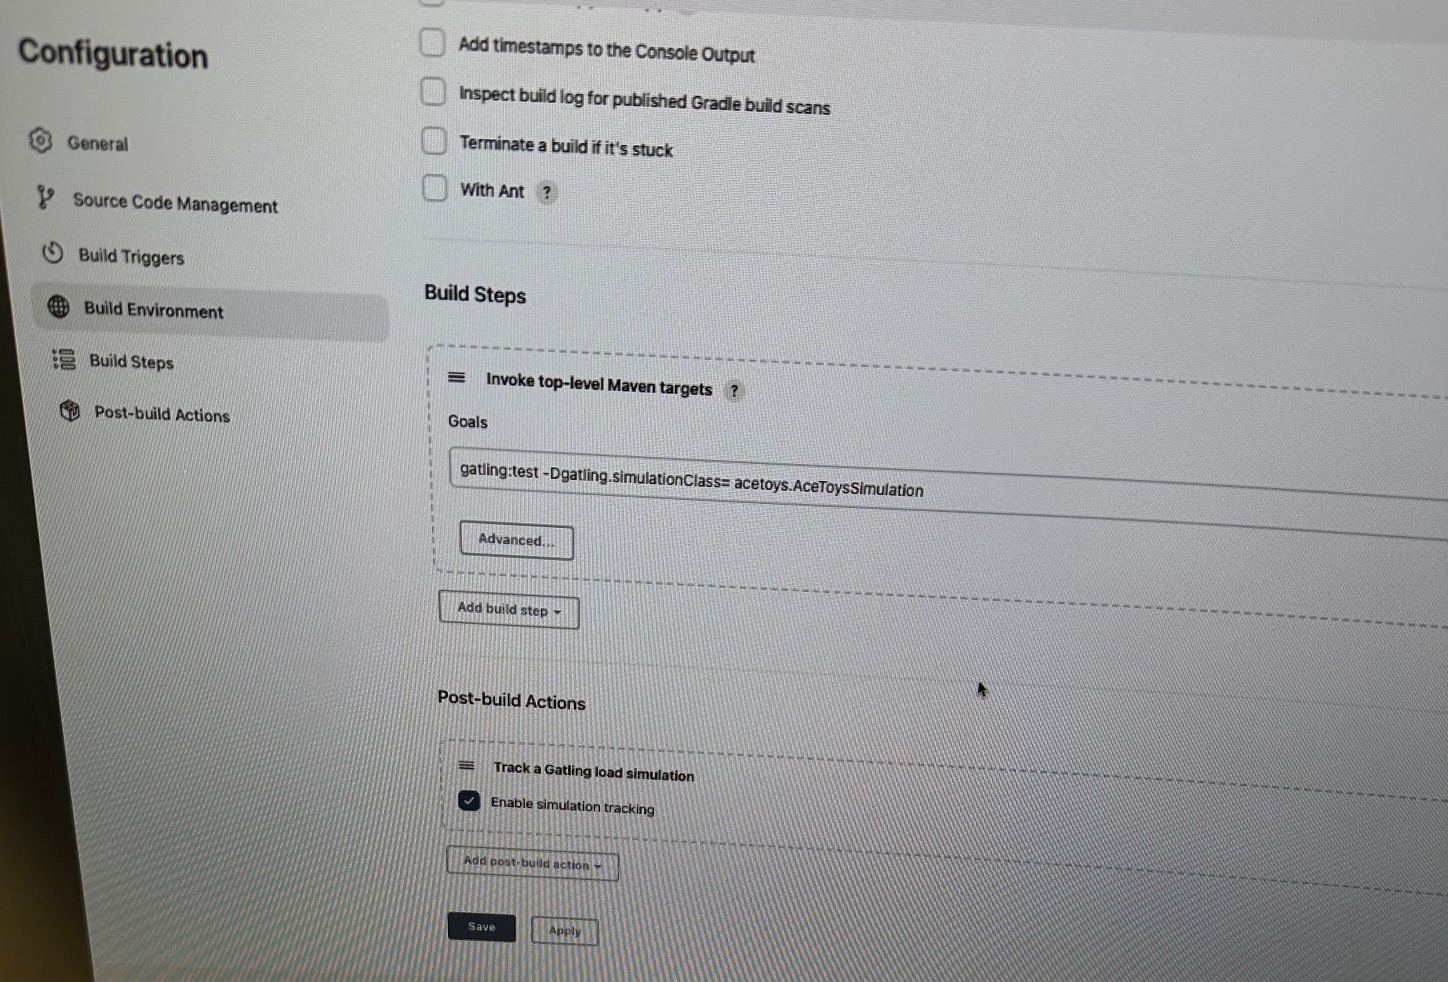 Configuration
General
Source Code Management
Build Triggers
Build Environment
Build Steps
Post-build Actions
Add timestamps to the Console Output
Inspect build log for published Gradle build scans
Terminate a build if it's stuck
With Ant ?
Build Steps
Invoke top-level Maven targets ?
Goals
gatling:test -Dgatling.simulationClass= acetoys.AceToysSimulation
Advanced...
Add build step
Post-build Actions
Track a Gatling load simulation
Enable simulation tracking
Add post-build action
Save
Apply